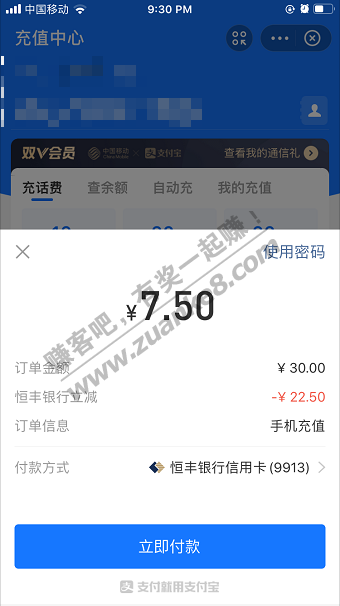 中国移动 9:30 PM
充值中心
双V会员 中国移动 China Mobile × 支付宝 查看我的通信礼
充话费 查余额 自动充 我的充值
使用密码
¥7.50
赚客吧,有奖一起赚!
www.zuanke8.com
订单金额 ¥ 30.00
恒丰银行立减 -¥ 22.50
订单信息 手机充值
付款方式 恒丰银行信用卡 (9913)
立即付款
支付就用支付宝